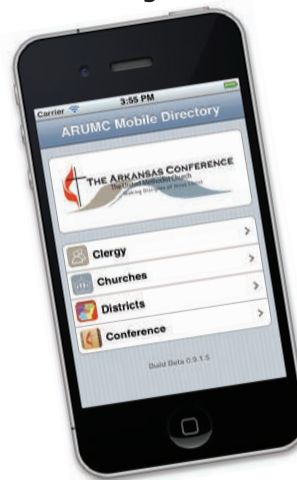 Carrier 3:55 PM
ARUMC Mobile Directory
THE ARKANSAS CONFERENCE
The United Methodist Church
Making Disciples of Jesus Christ
Clergy
Churches
Districts
Conference
Build Beta 0.9.1.5